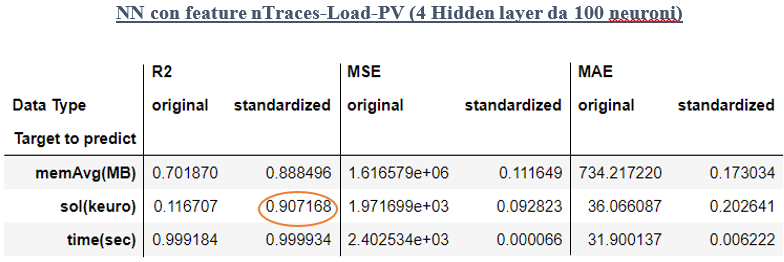 NN con feature nTraces-Load-PV (4 Hidden layer da 100 neuroni)
R2 MSE MAE
Data Type original standardized original standardized original standardized
Target to predict
memAvg(MB) 0.701870 0.888496 1.616579e+06 0.111649 734.217220 0.173034
sol(keuro) 0.116707 0.907168 1.971699e+03 0.092823 36.066087 0.202641
time(sec) 0.999184 0.999934 2.402534e+03 0.000066 31.900137 0.006222